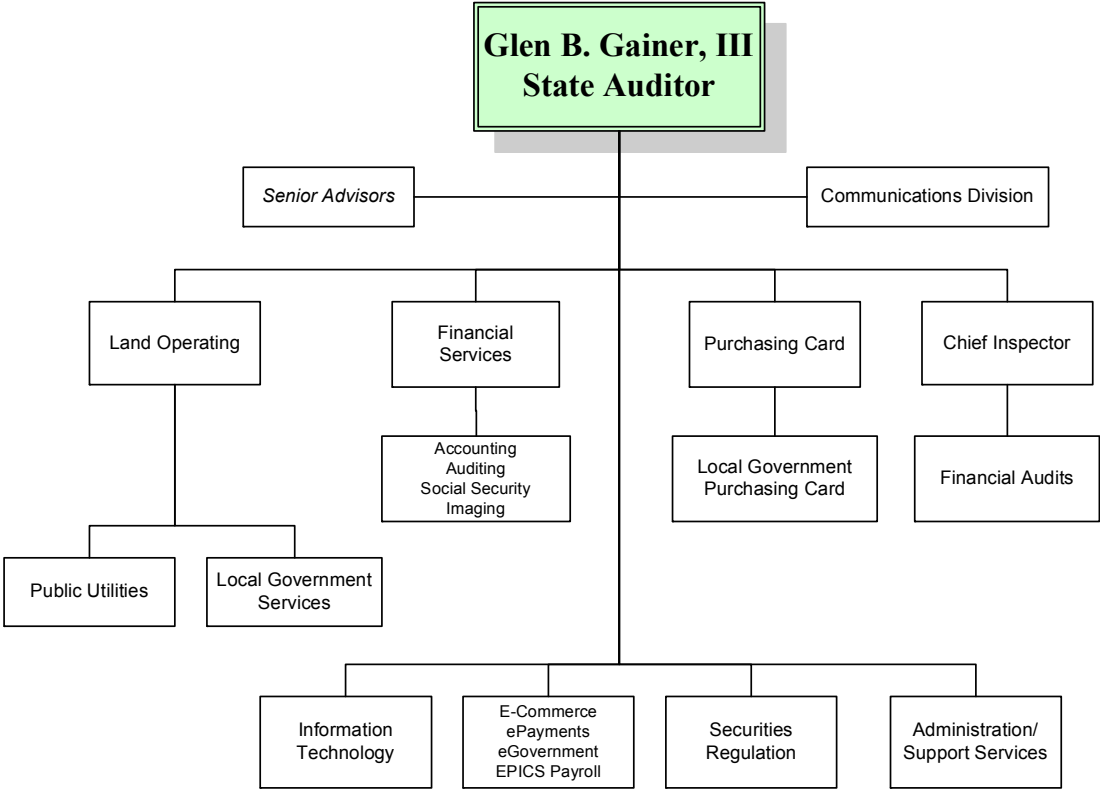 Glen B. Gainer, III
State Auditor
Senior Advisors
Communications Division
Land Operating
Financial
Services
Purchasing Card
Chief Inspector
Accounting
Auditing
Social Security
Imaging
Local Government
Purchasing Card
Financial Audits
Public Utilities
Local Government
Services
Information
Technology
E-Commerce
ePayments
eGovernment
EPICS Payroll
Securities
Regulation
Administration/
Support Services